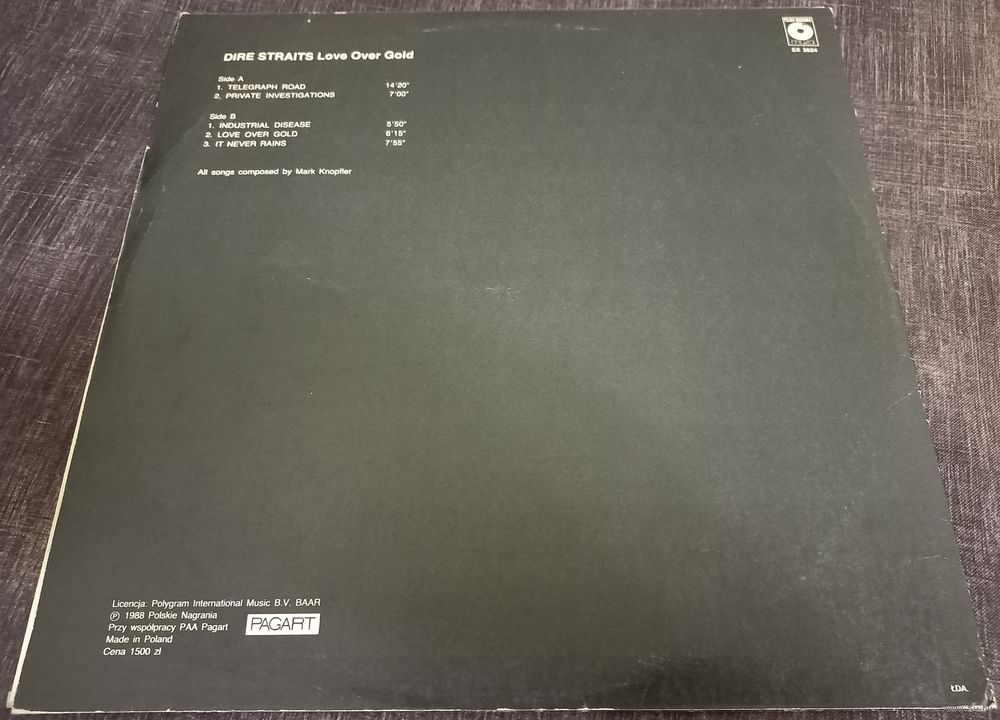 DIRE STRAITS Love Over Gold
Side A
1. TELEGRAPH ROAD 14'20"
2. PRIVATE INVESTIGATIONS 7'00"
Side B
1. INDUSTRIAL DISEASE 5'50"
2. LOVE OVER GOLD 6'15"
3. IT NEVER RAINS 7'55"
All songs composed by Mark Knopfler
SX 2624
Licencja: Polygram International Music B.V. BAAR
Ⓟ 1988 Polskie Nagrania
Przy współpracy PAA Pagart
Made in Poland
Cena 1500 zł
PAGART
ŁDA